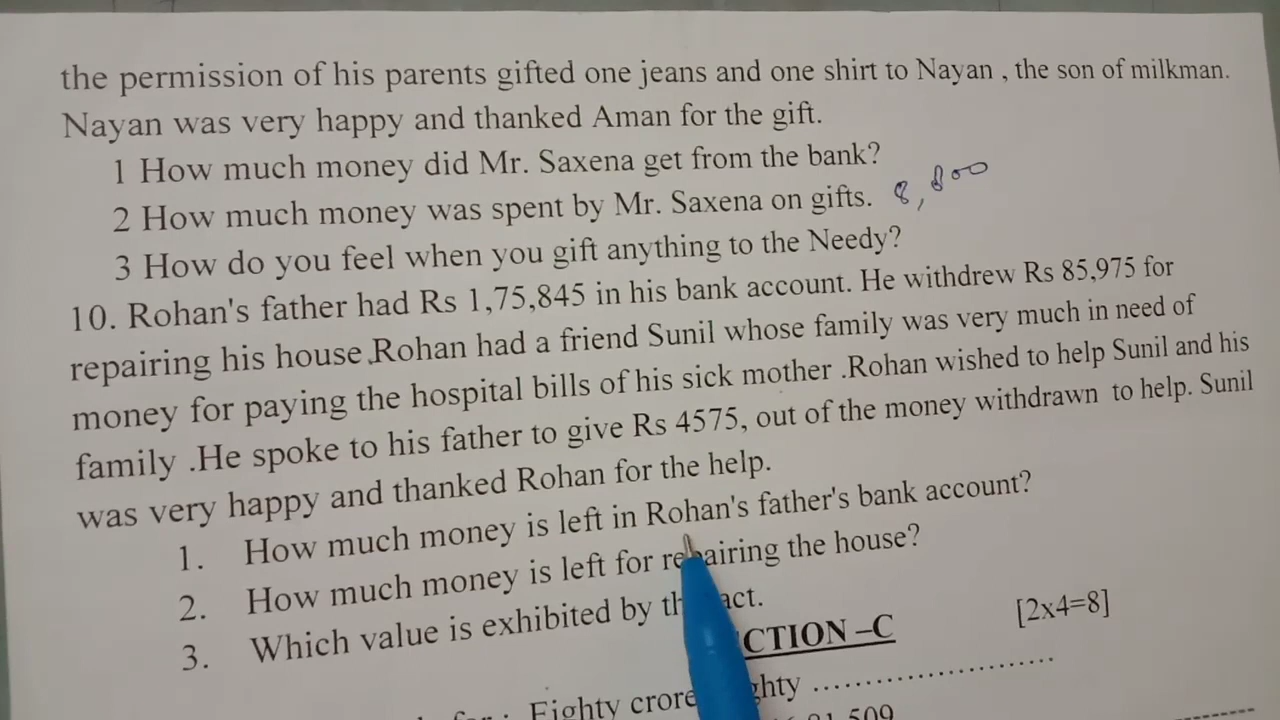 the permission of his parents gifted one jeans and one shirt to Nayan , the son of milkman.
Nayan was very happy and thanked Aman for the gift.
1 How much money did Mr. Saxena get from the bank?
2 How much money was spent by Mr. Saxena on gifts. 8,800
3 How do you feel when you gift anything to the Needy?
10. Rohan's father had Rs 1,75,845 in his bank account. He withdrew Rs 85,975 for
repairing his house.Rohan had a friend Sunil whose family was very much in need of
money for paying the hospital bills of his sick mother .Rohan wished to help Sunil and his
family .He spoke to his father to give Rs 4575, out of the money withdrawn to help. Sunil
was very happy and thanked Rohan for the help.
1. How much money is left in Rohan's father's bank account?
2. How much money is left for repairing the house?
3. Which value is exhibited by
CTION –C [2x4=8]
Eighty crore
509